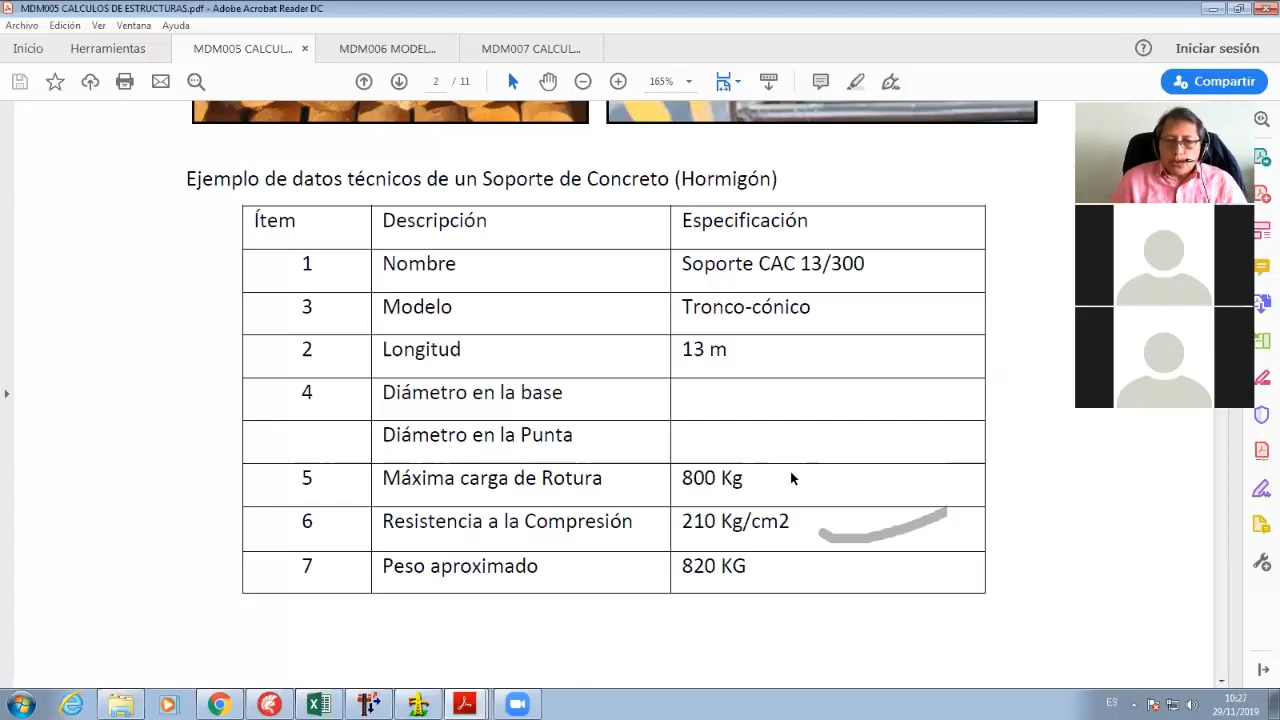 MDM005 CALCULOS DE ESTRUCTURAS.pdf - Adobe Acrobat Reader DC
Archivo Edición Ver Ventana Ayuda
Inicio Herramientas MDM005 CALCUL... × MDM006 MODEL... MDM007 CALCUL... Iniciar sesión
2 / 11 165% Compartir
Ejemplo de datos técnicos de un Soporte de Concreto (Hormigón)
Ítem Descripción Especificación
1 Nombre Soporte CAC 13/300
3 Modelo Tronco-cónico
2 Longitud 13 m
4 Diámetro en la base
Diámetro en la Punta
5 Máxima carga de Rotura 800 Kg
6 Resistencia a la Compresión 210 Kg/cm2
7 Peso aproximado 820 KG
ES 10:27
29/11/2019